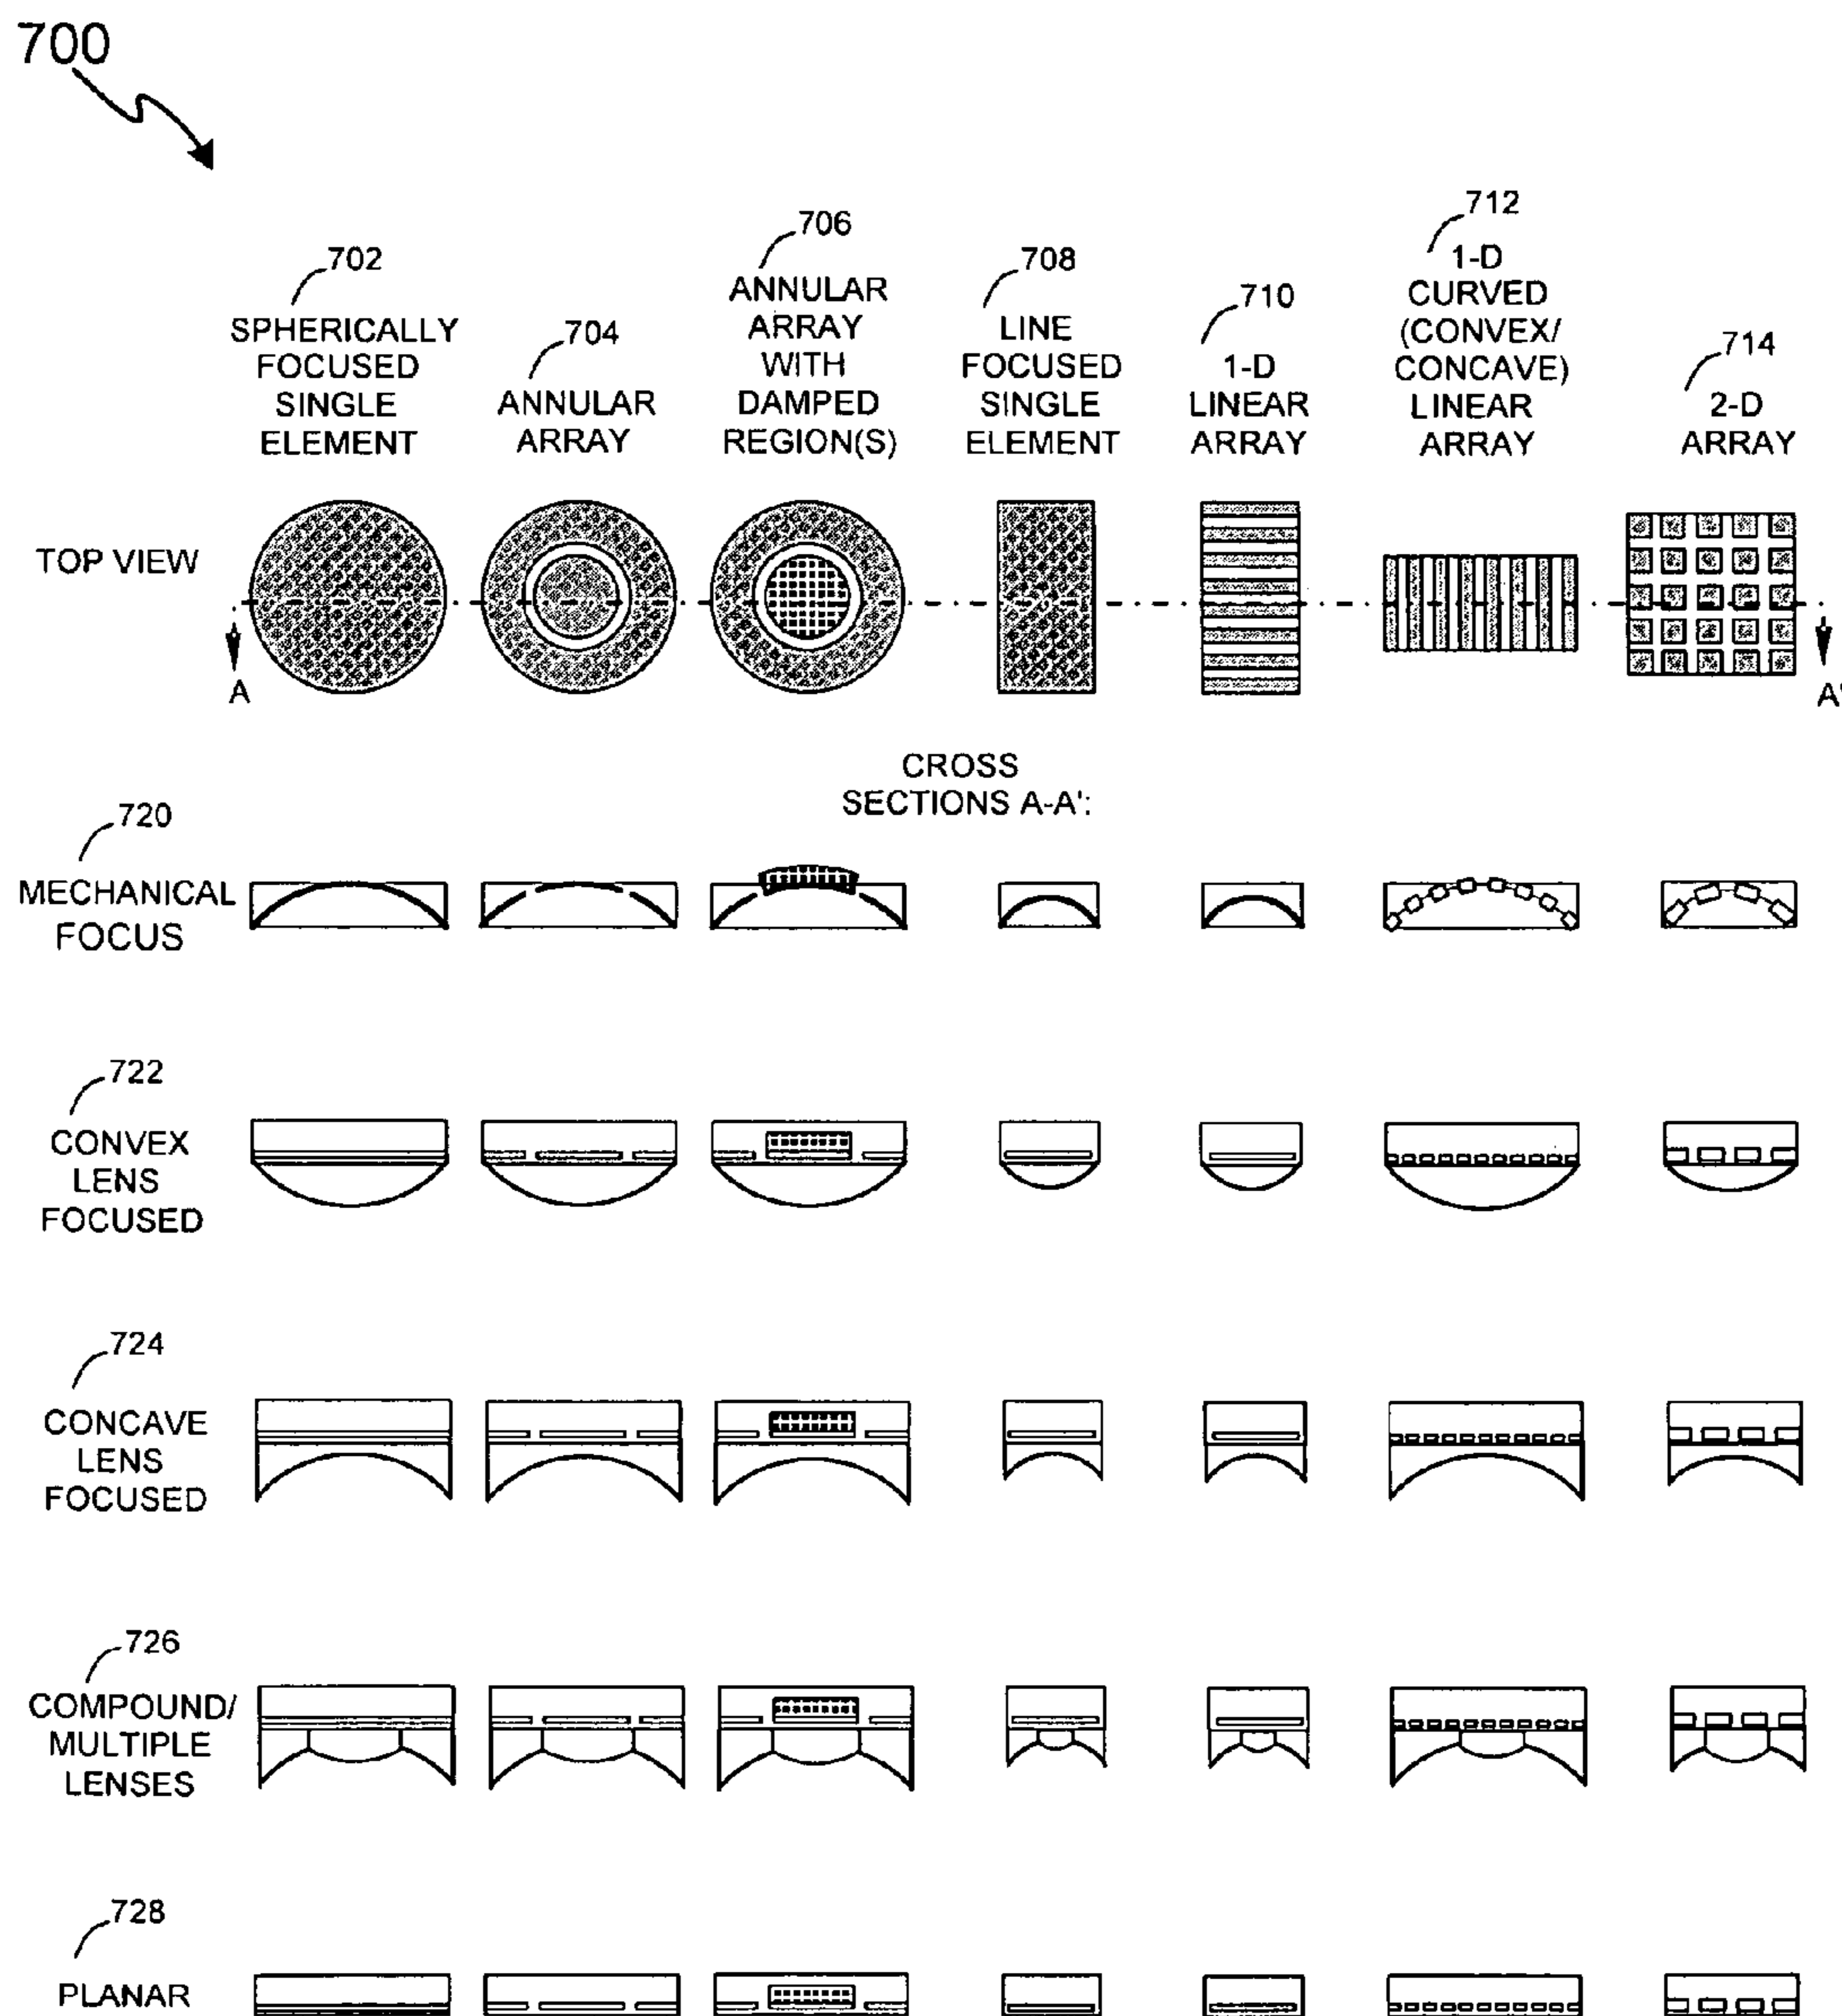 700
702
SPHERICALLY
FOCUSED
SINGLE
ELEMENT
704
ANNULAR
ARRAY
706
ANNULAR
ARRAY
WITH
DAMPED
REGION(S)
708
LINE
FOCUSED
SINGLE
ELEMENT
710
1-D
LINEAR
ARRAY
712
1-D
CURVED
(CONVEX/
CONCAVE)
LINEAR
ARRAY
714
2-D
ARRAY
TOP VIEW
A
A'
CROSS
SECTIONS A-A':
720
MECHANICAL
FOCUS
722
CONVEX
LENS
FOCUSED
724
CONCAVE
LENS
FOCUSED
726
COMPOUND/
MULTIPLE
LENSES
728
PLANAR